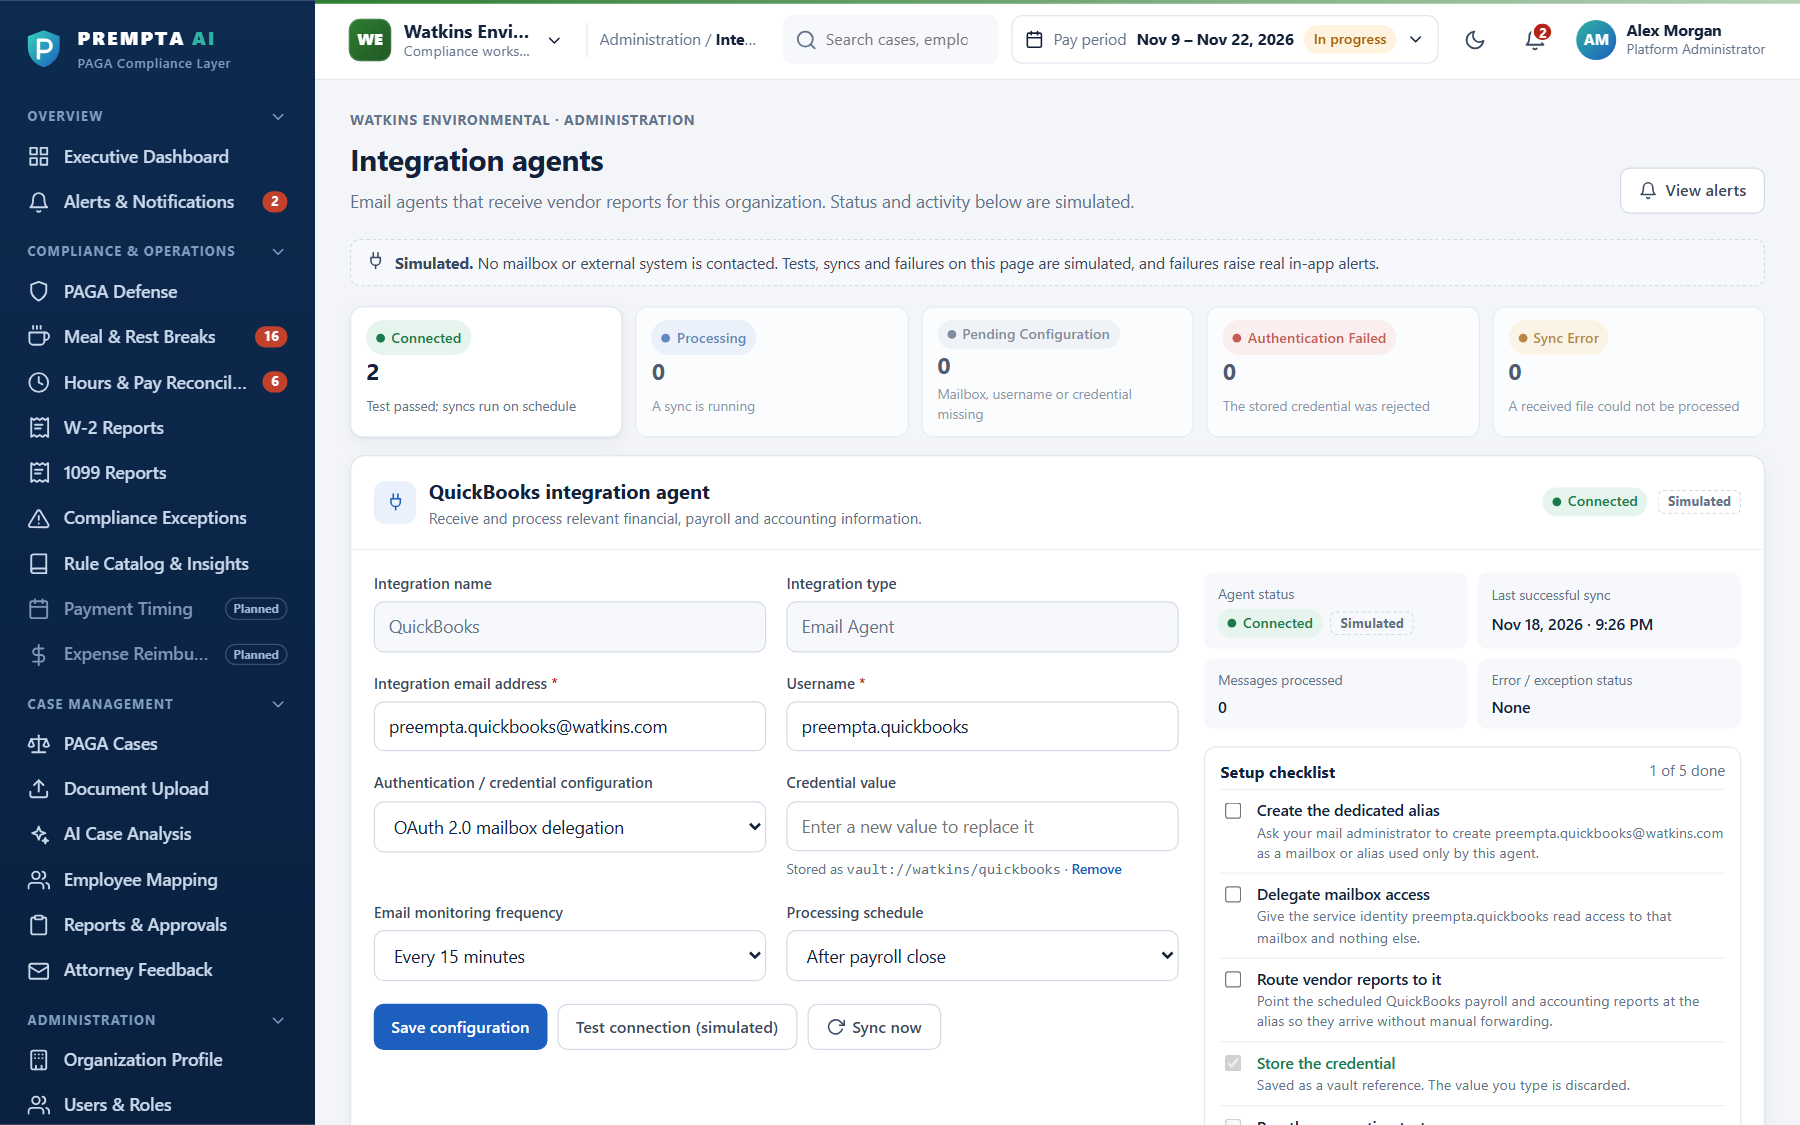 PREMPTA AI
PAGA Compliance Layer
OVERVIEW
Executive Dashboard
Alerts & Notifications 2
COMPLIANCE & OPERATIONS
PAGA Defense
Meal & Rest Breaks 16
Hours & Pay Reconcil... 6
W-2 Reports
1099 Reports
Compliance Exceptions
Rule Catalog & Insights
Payment Timing Planned
Expense Reimbu... Planned
CASE MANAGEMENT
PAGA Cases
Document Upload
AI Case Analysis
Employee Mapping
Reports & Approvals
Attorney Feedback
ADMINISTRATION
Organization Profile
Users & Roles
WE
Watkins Envi...
Compliance works...
Administration / Inte...
Search cases, emplo
Pay period Nov 9 – Nov 22, 2026 In progress
2
AM
Alex Morgan
Platform Administrator
WATKINS ENVIRONMENTAL · ADMINISTRATION
Integration agents
Email agents that receive vendor reports for this organization. Status and activity below are simulated.
View alerts
Simulated. No mailbox or external system is contacted. Tests, syncs and failures on this page are simulated, and failures raise real in-app alerts.
Connected
2
Test passed; syncs run on schedule
Processing
0
A sync is running
Pending Configuration
0
Mailbox, username or credential
missing
Authentication Failed
0
The stored credential was rejected
Sync Error
0
A received file could not be processed
QuickBooks integration agent
Receive and process relevant financial, payroll and accounting information.
Connected Simulated
Integration name
QuickBooks
Integration type
Email Agent
Integration email address *
preempta.quickbooks@watkins.com
Username *
preempta.quickbooks
Authentication / credential configuration
OAuth 2.0 mailbox delegation
Credential value
Enter a new value to replace it
Stored as vault://watkins/quickbooks · Remove
Email monitoring frequency
Every 15 minutes
Processing schedule
After payroll close
Save configuration
Test connection (simulated)
Sync now
Agent status
Connected Simulated
Last successful sync
Nov 18, 2026 · 9:26 PM
Messages processed
0
Error / exception status
None
Setup checklist 1 of 5 done
Create the dedicated alias
Ask your mail administrator to create preempta.quickbooks@watkins.com
as a mailbox or alias used only by this agent.
Delegate mailbox access
Give the service identity preempta.quickbooks read access to that
mailbox and nothing else.
Route vendor reports to it
Point the scheduled QuickBooks payroll and accounting reports at the
alias so they arrive without manual forwarding.
Store the credential
Saved as a vault reference. The value you type is discarded.